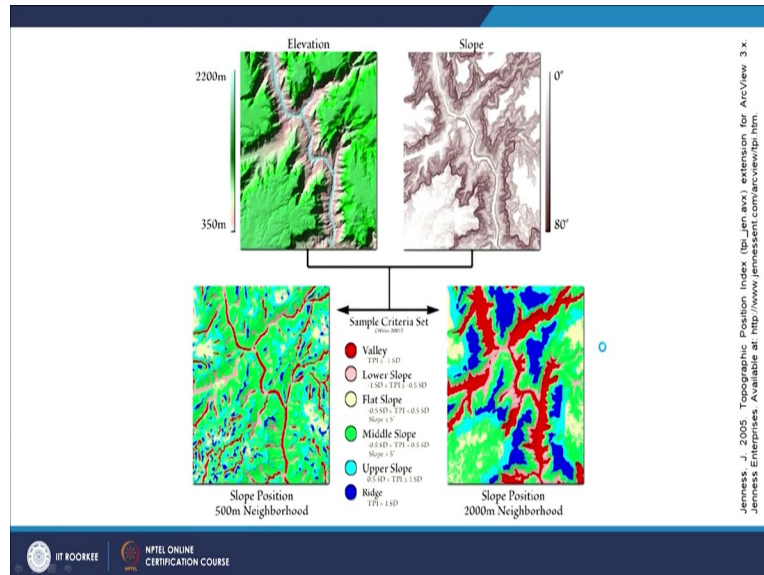 Elevation
Slope
2200m
350m
0°
80°
Sample Criteria Set
(Weiss 2001)
Valley
TPI ≤ -1 SD
Lower Slope
-1 SD < TPI ≤ -0.5 SD
Flat Slope
-0.5 SD < TPI < 0.5 SD
Slope ≤ 5°
Middle Slope
-0.5 SD < TPI < 0.5 SD
Slope > 5°
Upper Slope
0.5 SD < TPI ≤ 1 SD
Ridge
TPI > 1 SD
Slope Position
500m Neighborhood
Slope Position
2000m Neighborhood
Jenness, J. 2005. Topographic Position Index (tpi_jen.avx) extension for ArcView 3.x.
Jenness Enterprises. Available at: http://www.jennessent.com/arcview/tpi.htm.
IIT ROORKEE
NPTEL
NPTEL ONLINE
CERTIFICATION COURSE